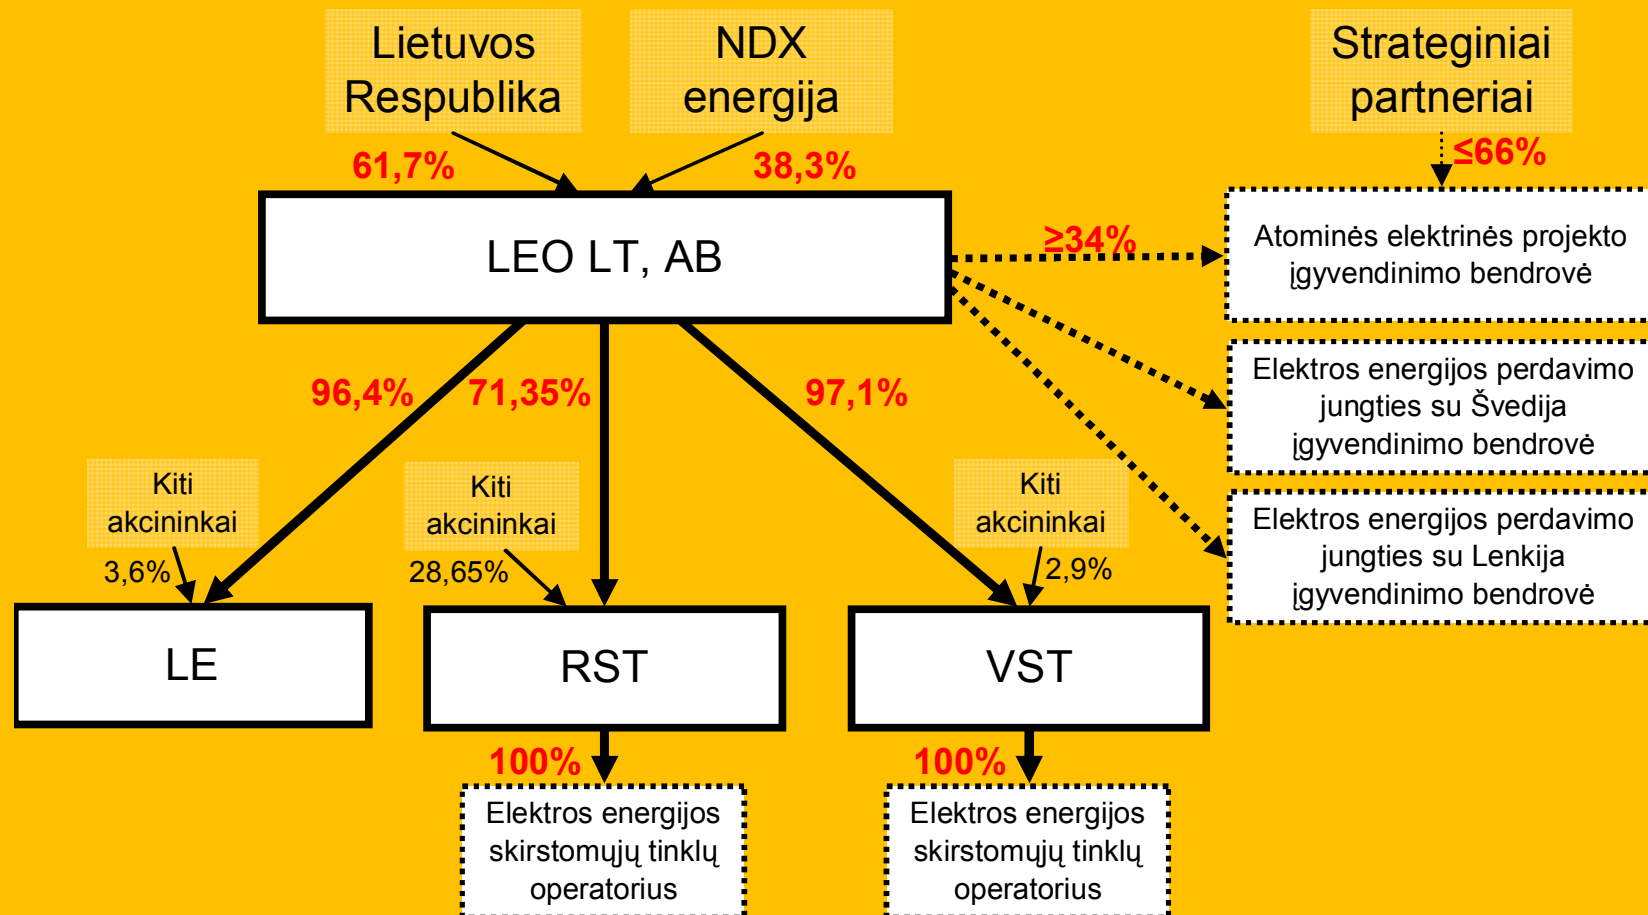 Lietuvos
Respublika
NDX
energija
Strateginiai
partneriai
61,7%
38,3%
≤66%
LEO LT, AB
≥34%
Atominės elektrinės projekto
įgyvendinimo bendrovė
Elektros energijos perdavimo
jungties su Švedija
įgyvendinimo bendrovė
Elektros energijos perdavimo
jungties su Lenkija
įgyvendinimo bendrovė
96,4%
71,35%
97,1%
Kiti
akcininkai
3,6%
Kiti
akcininkai
28,65%
Kiti
akcininkai
2,9%
LE
RST
VST
100%
100%
Elektros energijos
skirstomųjų tinklų
operatorius
Elektros energijos
skirstomųjų tinklų
operatorius